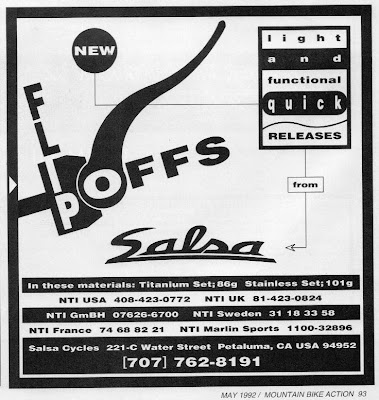 NEW
light
and
functional
quick
RELEASES
FLIP
OFFS
from
Salsa
In these materials: Titanium Set;86g Stainless Set;101g
NTI USA 408-423-0772 NTI UK 81-423-0824
NTI GmBH 07626-6700 NTI Sweden 31 18 33 58
NTI France 74 68 82 21 NTI Marlin Sports 1100-32896
Salsa Cycles 221-C Water Street Petaluma, CA USA 94952
[707] 762-8191
MAY 1992 / MOUNTAIN BIKE ACTION 93